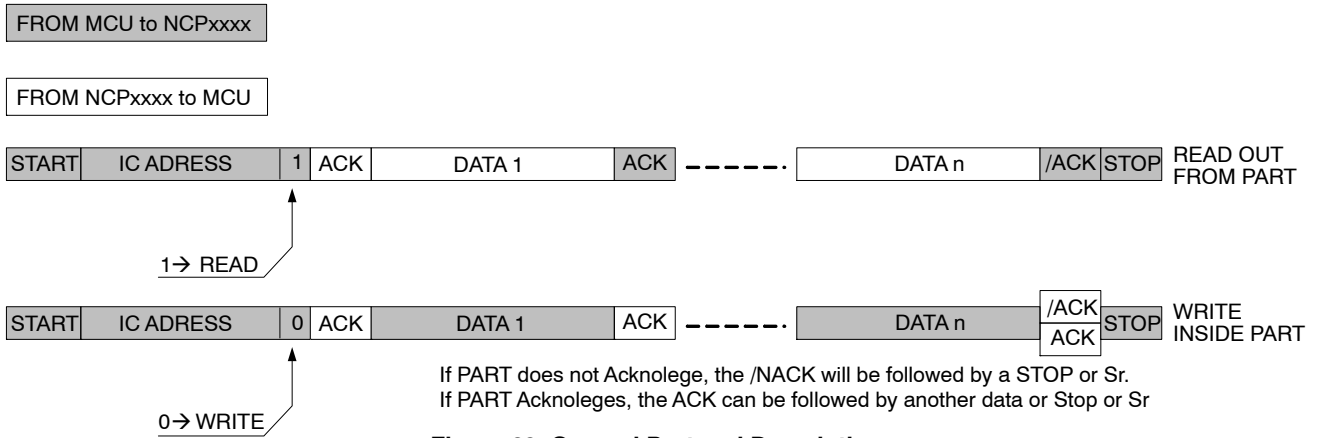 FROM MCU to NCPxxxx
FROM NCPxxxx to MCU
START IC ADRESS 1 ACK DATA 1 ACK DATA n /ACK STOP READ OUT
FROM PART
1→ READ
START IC ADRESS 0 ACK DATA 1 ACK DATA n /ACK STOP WRITE
ACK INSIDE PART
If PART does not Acknolege, the /NACK will be followed by a STOP or Sr.
If PART Acknoleges, the ACK can be followed by another data or Stop or Sr
0→ WRITE